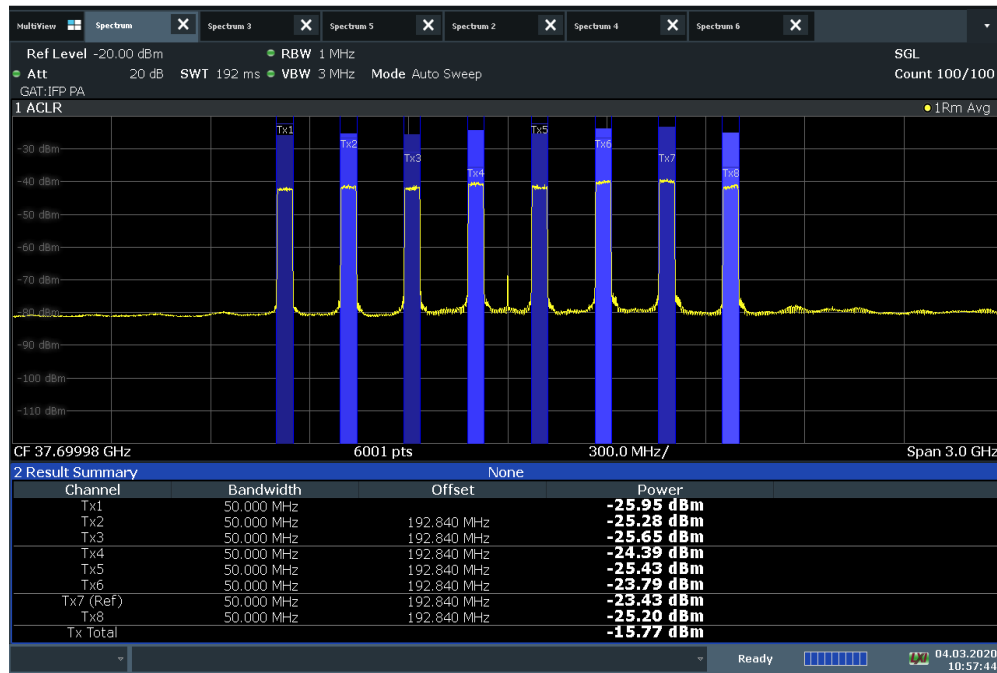 MultiView Spectrum X Spectrum 3 X Spectrum 5 X Spectrum 2 X Spectrum 4 X Spectrum 6 X
Ref Level -20.00 dBm RBW 1 MHz SGL
Att 20 dB SWT 192 ms VBW 3 MHz Mode Auto Sweep Count 100/100
GAT:IFP PA
1 ACLR 1Rm Avg
Tx1 Tx5
Tx2 Tx6
-30 dBm
Tx3 Tx7
Tx4 Tx8
-40 dBm
-50 dBm
-60 dBm
-70 dBm
-80 dBm
-90 dBm
-100 dBm
-110 dBm
CF 37.69998 GHz 6001 pts 300.0 MHz/ Span 3.0 GHz
2 Result Summary None
Channel Bandwidth Offset Power
Tx1 50.000 MHz -25.95 dBm
Tx2 50.000 MHz 192.840 MHz -25.28 dBm
Tx3 50.000 MHz 192.840 MHz -25.65 dBm
Tx4 50.000 MHz 192.840 MHz -24.39 dBm
Tx5 50.000 MHz 192.840 MHz -25.43 dBm
Tx6 50.000 MHz 192.840 MHz -23.79 dBm
Tx7 (Ref) 50.000 MHz 192.840 MHz -23.43 dBm
Tx8 50.000 MHz 192.840 MHz -25.20 dBm
Tx Total -15.77 dBm
Ready LXI 04.03.2020
10:57:44